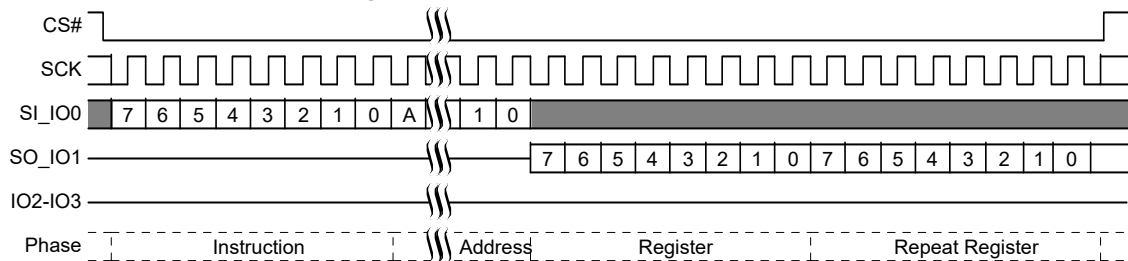 CS#
SCK
SI_IO0 7 6 5 4 3 2 1 0 A 1 0
SO_IO1 7 6 5 4 3 2 1 0 7 6 5 4 3 2 1 0
IO2-IO3
Phase Instruction Address Register Repeat Register